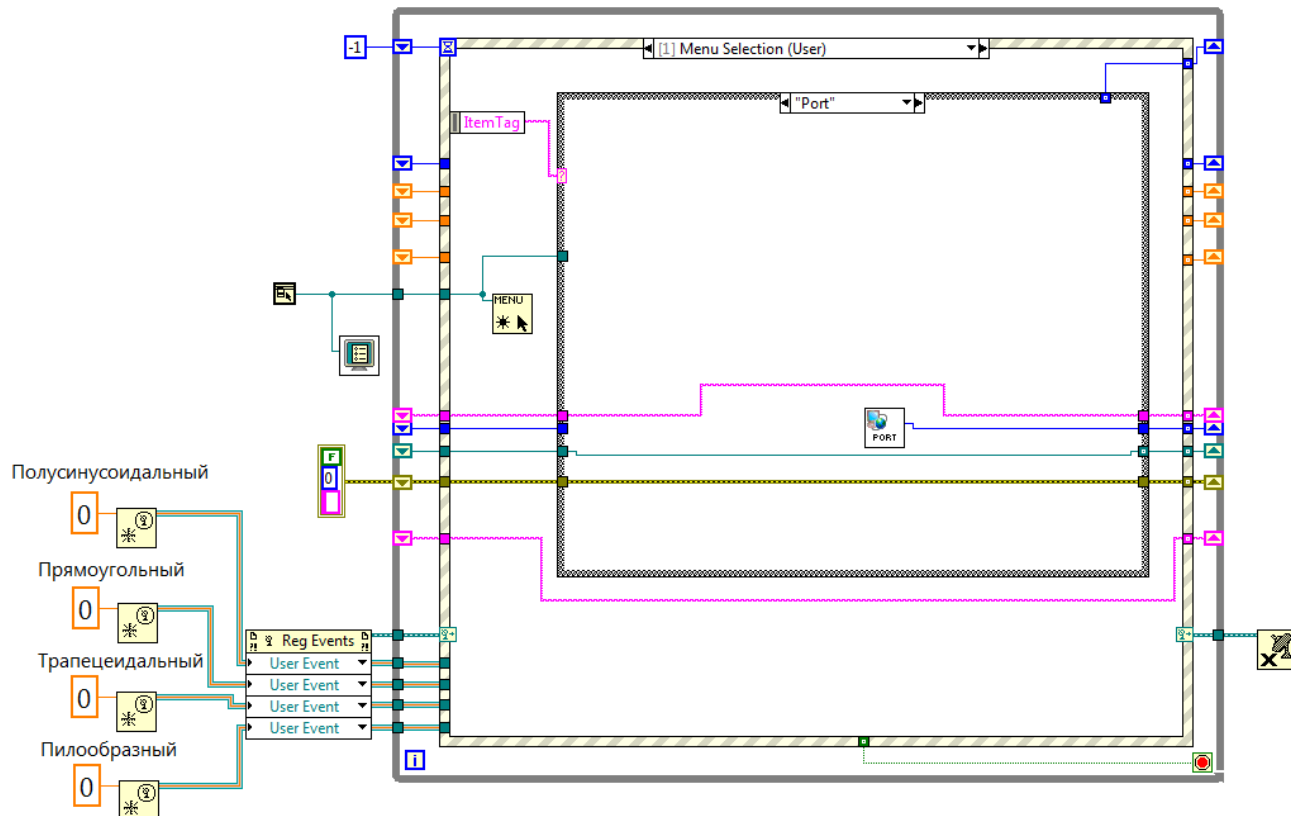 -1
[1] Menu Selection (User)
"Port"
ItemTag
?
MENU
PORT
F
0
Полусинусоидальный
0
Прямоугольный
0
Reg Events
Трапецеидальный
User Event
User Event
0
User Event
User Event
Пилообразный
i
0